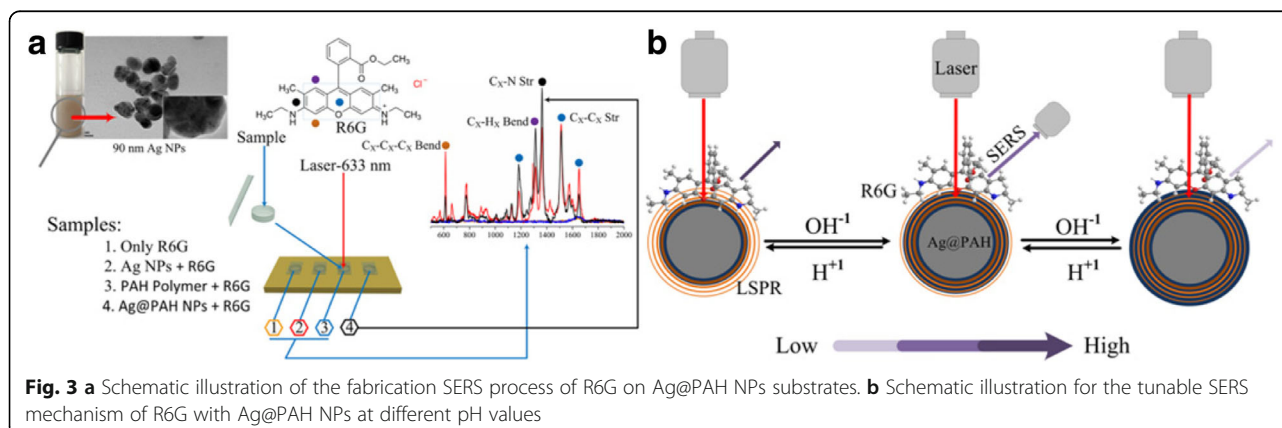 a
90 nm Ag NPs
Sample
R6G
Cl⁻
O
O
NH
O
N
H
+
Laser-633 nm
Samples:
1. Only R6G
2. Ag NPs + R6G
3. PAH Polymer + R6G
4. Ag@PAH NPs + R6G
1 2 3 4
Cx-N Str
Cx-Hx Bend
Cx-Cx Str
Cx-Cx-Cx Bend
600 800 1000 1200 1400 1600 1800 2000
b
Laser
SERS
R6G
Ag@PAH
LSPR
OH⁻¹
H⁺¹
OH⁻¹
H⁺¹
Low High
Fig. 3 a Schematic illustration of the fabrication SERS process of R6G on Ag@PAH NPs substrates. b Schematic illustration for the tunable SERS
mechanism of R6G with Ag@PAH NPs at different pH values